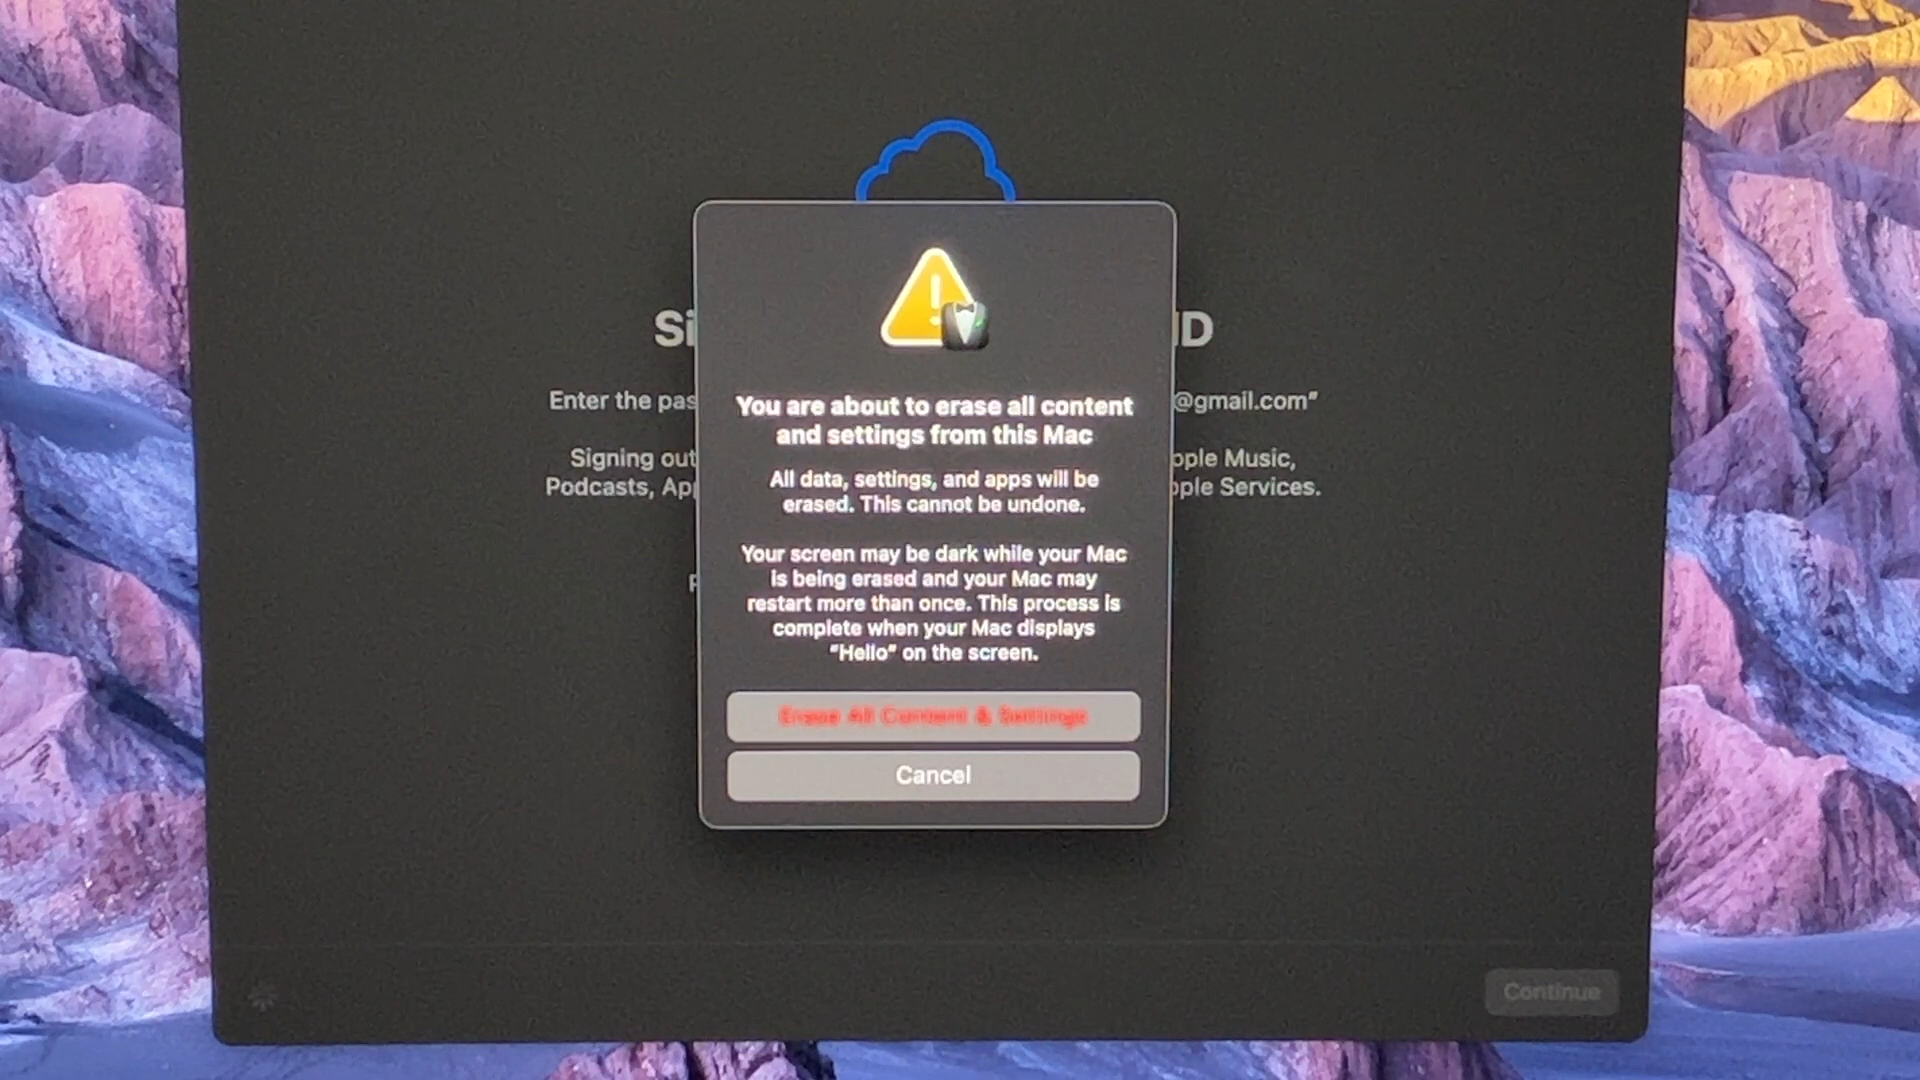 Si
ID
Enter the pas
@gmail.com"
Signing out
pple Music,
Podcasts, App
pple Services.
You are about to erase all content
and settings from this Mac
All data, settings, and apps will be
erased. This cannot be undone.
Your screen may be dark while your Mac
is being erased and your Mac may
restart more than once. This process is
complete when your Mac displays
"Hello" on the screen.
Erase All Content & Settings
Cancel
Continue